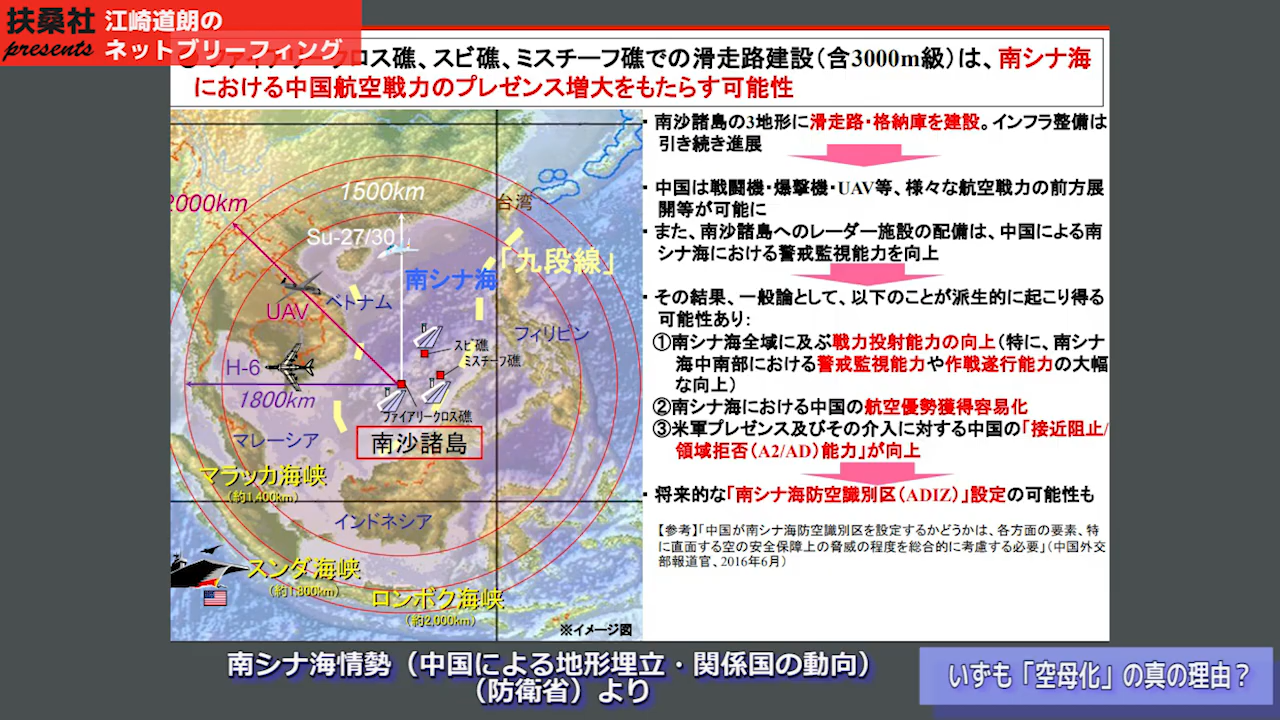 扶桑社
presents
江崎道朗の
ネットブリーフィング
ファイアリークロス礁、スビ礁、ミスチーフ礁での滑走路建設（含3000m級）は、南シナ海
における中国航空戦力のプレゼンス増大をもたらす可能性
2000km
1500km
Su-27/30
台湾
「九段線」
南シナ海
ベトナム
UAV
フィリピン
スビ礁
ミスチーフ礁
H-6
1800km
ファイアリークロス礁
マレーシア
南沙諸島
マラッカ海峡
（約1,400km）
インドネシア
スンダ海峡
（約1,800km）
ロンボク海峡
（約2,000km）
※イメージ図
・南沙諸島の3地形に滑走路・格納庫を建設。インフラ整備は
引き続き進展
・中国は戦闘機・爆撃機・UAV等、様々な航空戦力の前方展
開等が可能に
・また、南沙諸島へのレーダー施設の配備は、中国による南
シナ海における警戒監視能力を向上
・その結果、一般論として、以下のことが派生的に起こり得る
可能性あり：
①南シナ海全域に及ぶ戦力投射能力の向上（特に、南シナ
海中南部における警戒監視能力や作戦遂行能力の大幅
な向上）
②南シナ海における中国の航空優勢獲得容易化
③米軍プレゼンス及びその介入に対する中国の「接近阻止/
領域拒否（A2/AD）能力」が向上
・将来的な「南シナ海防空識別区（ADIZ）」設定の可能性も
【参考】「中国が南シナ海防空識別区を設定するかどうかは、各方面の要素、特
に直面する空の安全保障上の脅威の程度を総合的に考慮する必要」（中国外交
部報道官、2016年6月）
南シナ海情勢（中国による地形埋立・関係国の動向）
（防衛省）より
いずも「空母化」の真の理由？